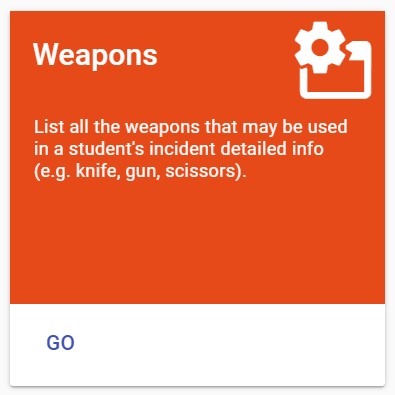 Weapons
List all the weapons that may be used
in a student's incident detailed info
(e.g. knife, gun, scissors).
GO